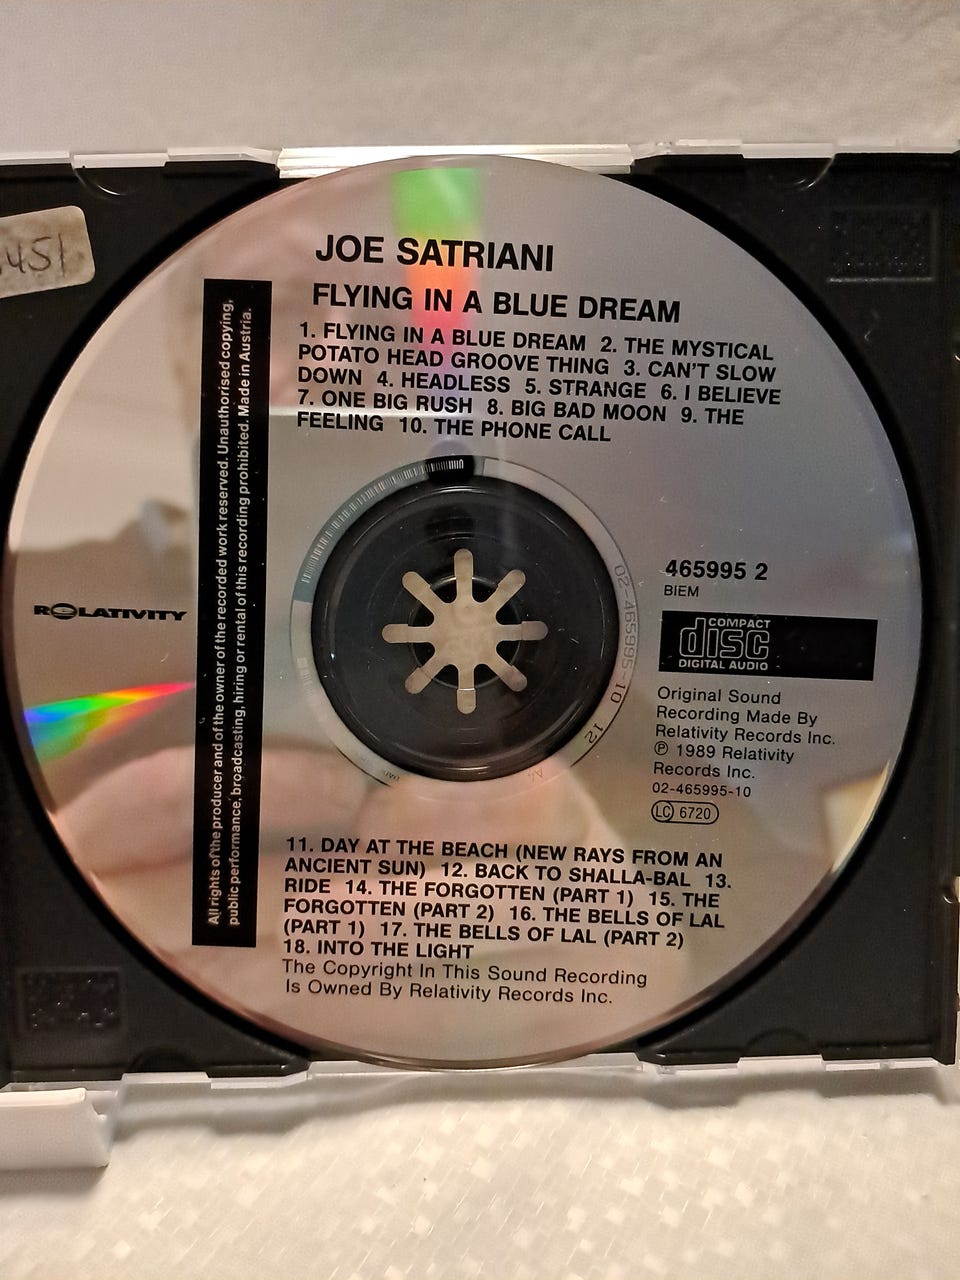 451
JOE SATRIANI
FLYING IN A BLUE DREAM
1. FLYING IN A BLUE DREAM 2. THE MYSTICAL
POTATO HEAD GROOVE THING 3. CAN'T SLOW
DOWN 4. HEADLESS 5. STRANGE 6. I BELIEVE
7. ONE BIG RUSH 8. BIG BAD MOON 9. THE
FEELING 10. THE PHONE CALL
All rights of the producer and of the owner of the recorded work reserved. Unauthorised copying,
public performance, broadcasting, hiring or rental of this recording prohibited. Made in Austria.
RELATIVITY
02-465995-10 12
465995 2
BIEM
COMPACT
disc
DIGITAL AUDIO
Original Sound
Recording Made By
Relativity Records Inc.
℗ 1989 Relativity
Records Inc.
02-465995-10
LC 6720
11. DAY AT THE BEACH (NEW RAYS FROM AN
ANCIENT SUN) 12. BACK TO SHALLA-BAL 13.
RIDE 14. THE FORGOTTEN (PART 1) 15. THE
FORGOTTEN (PART 2) 16. THE BELLS OF LAL
(PART 1) 17. THE BELLS OF LAL (PART 2)
18. INTO THE LIGHT
The Copyright In This Sound Recording
Is Owned By Relativity Records Inc.